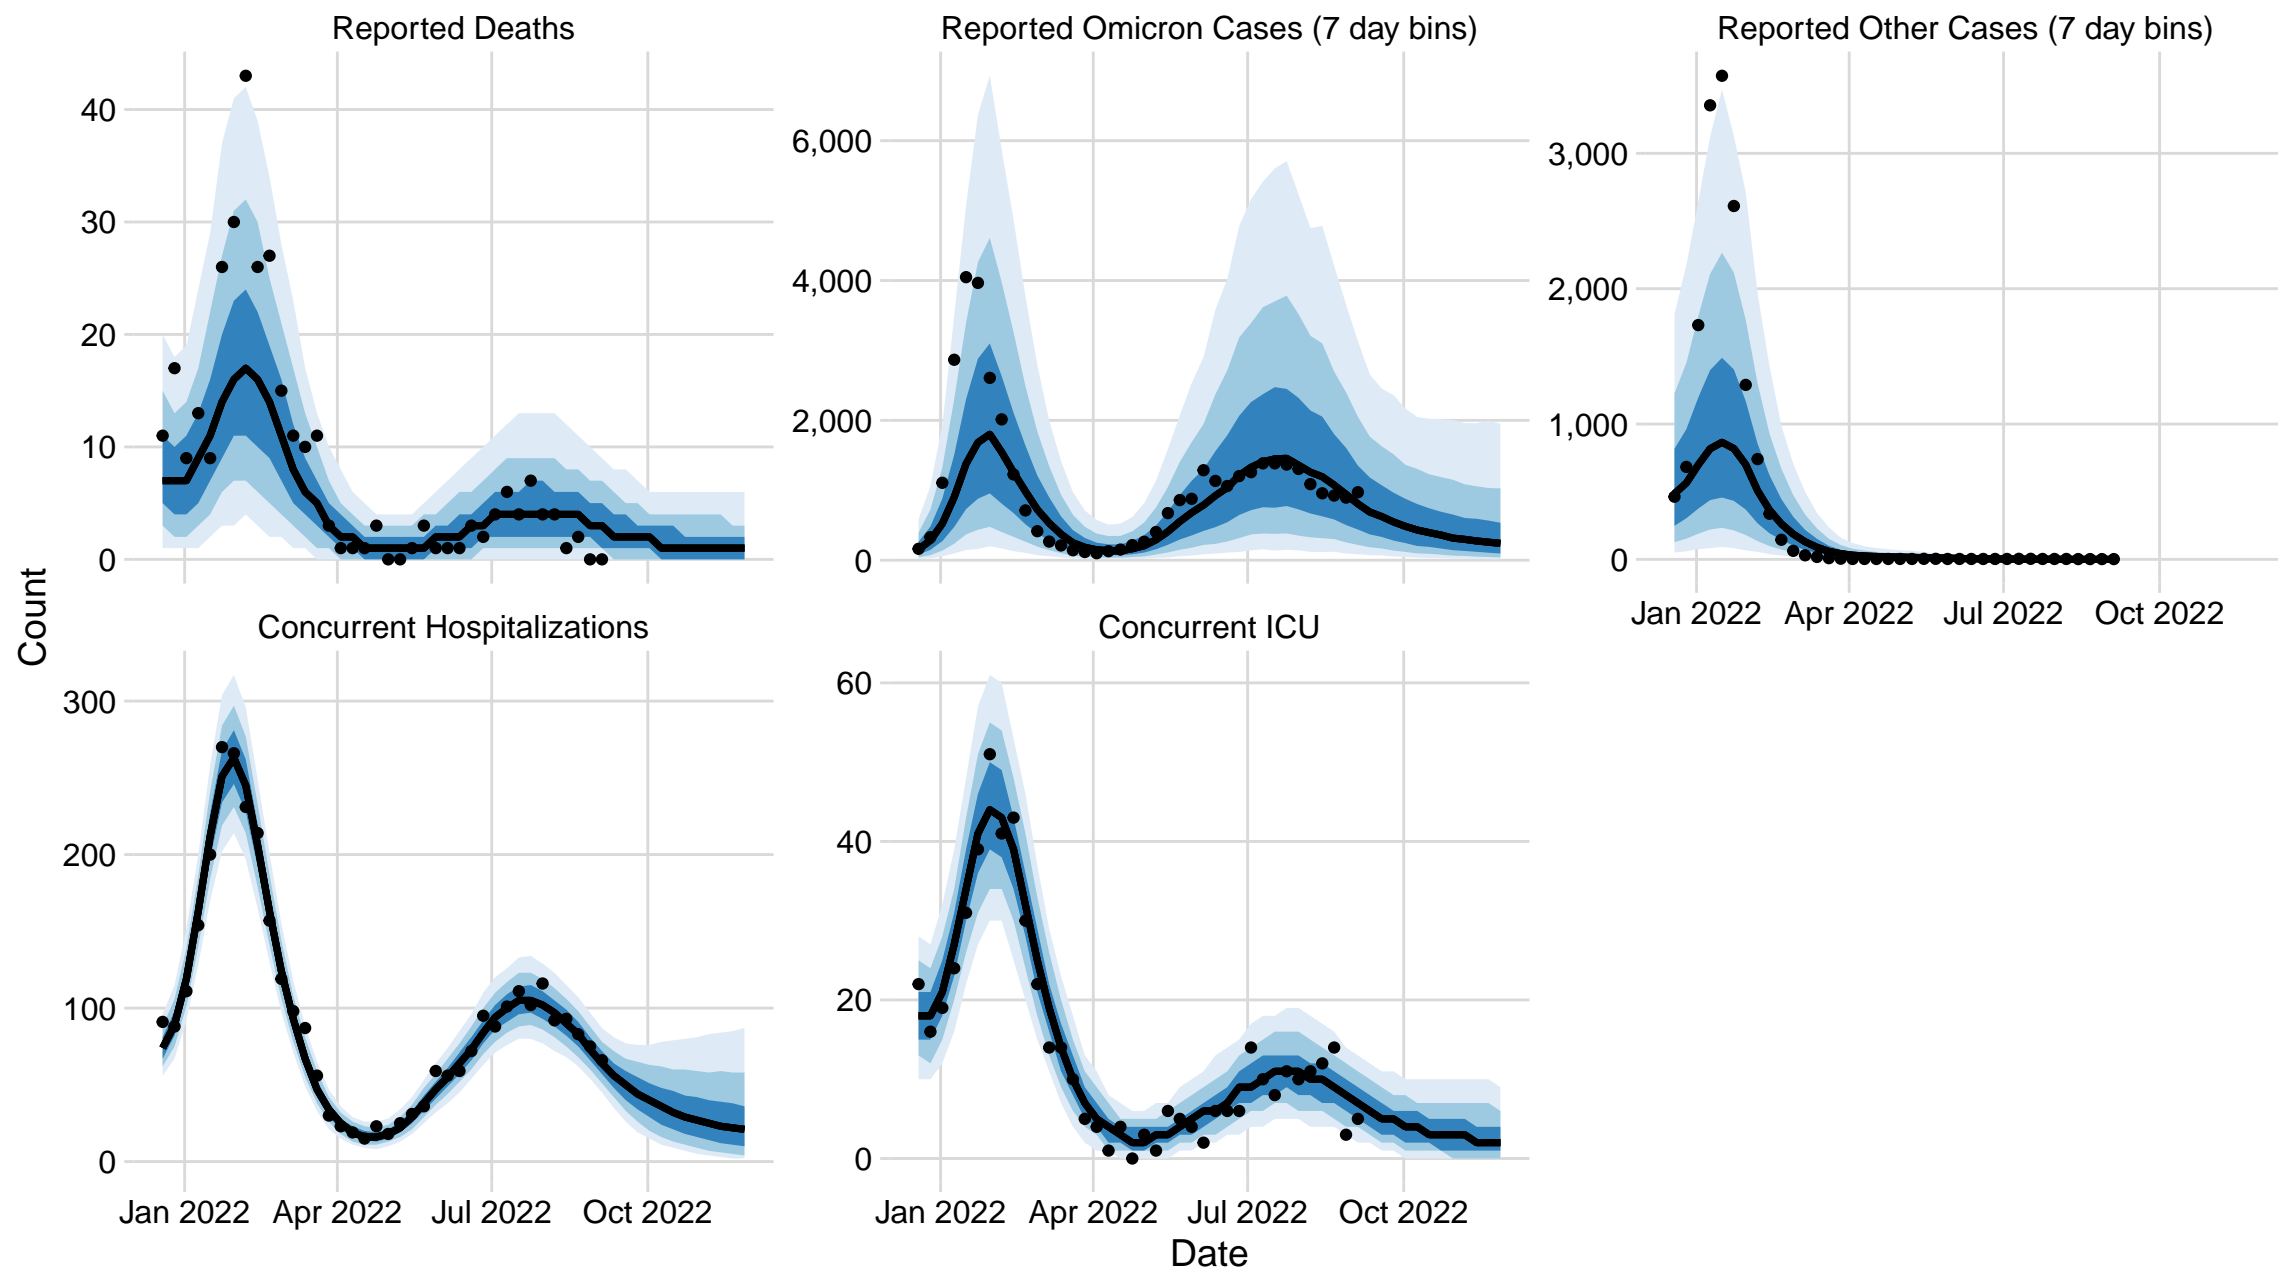 Reported Deaths
Reported Omicron Cases (7 day bins)
Reported Other Cases (7 day bins)
40
30
20
10
0
6,000
4,000
2,000
0
3,000
2,000
1,000
0
Jan 2022 Apr 2022 Jul 2022 Oct 2022
Count
Concurrent Hospitalizations
Concurrent ICU
300
200
100
0
60
40
20
0
Jan 2022 Apr 2022 Jul 2022 Oct 2022
Jan 2022 Apr 2022 Jul 2022 Oct 2022
Date